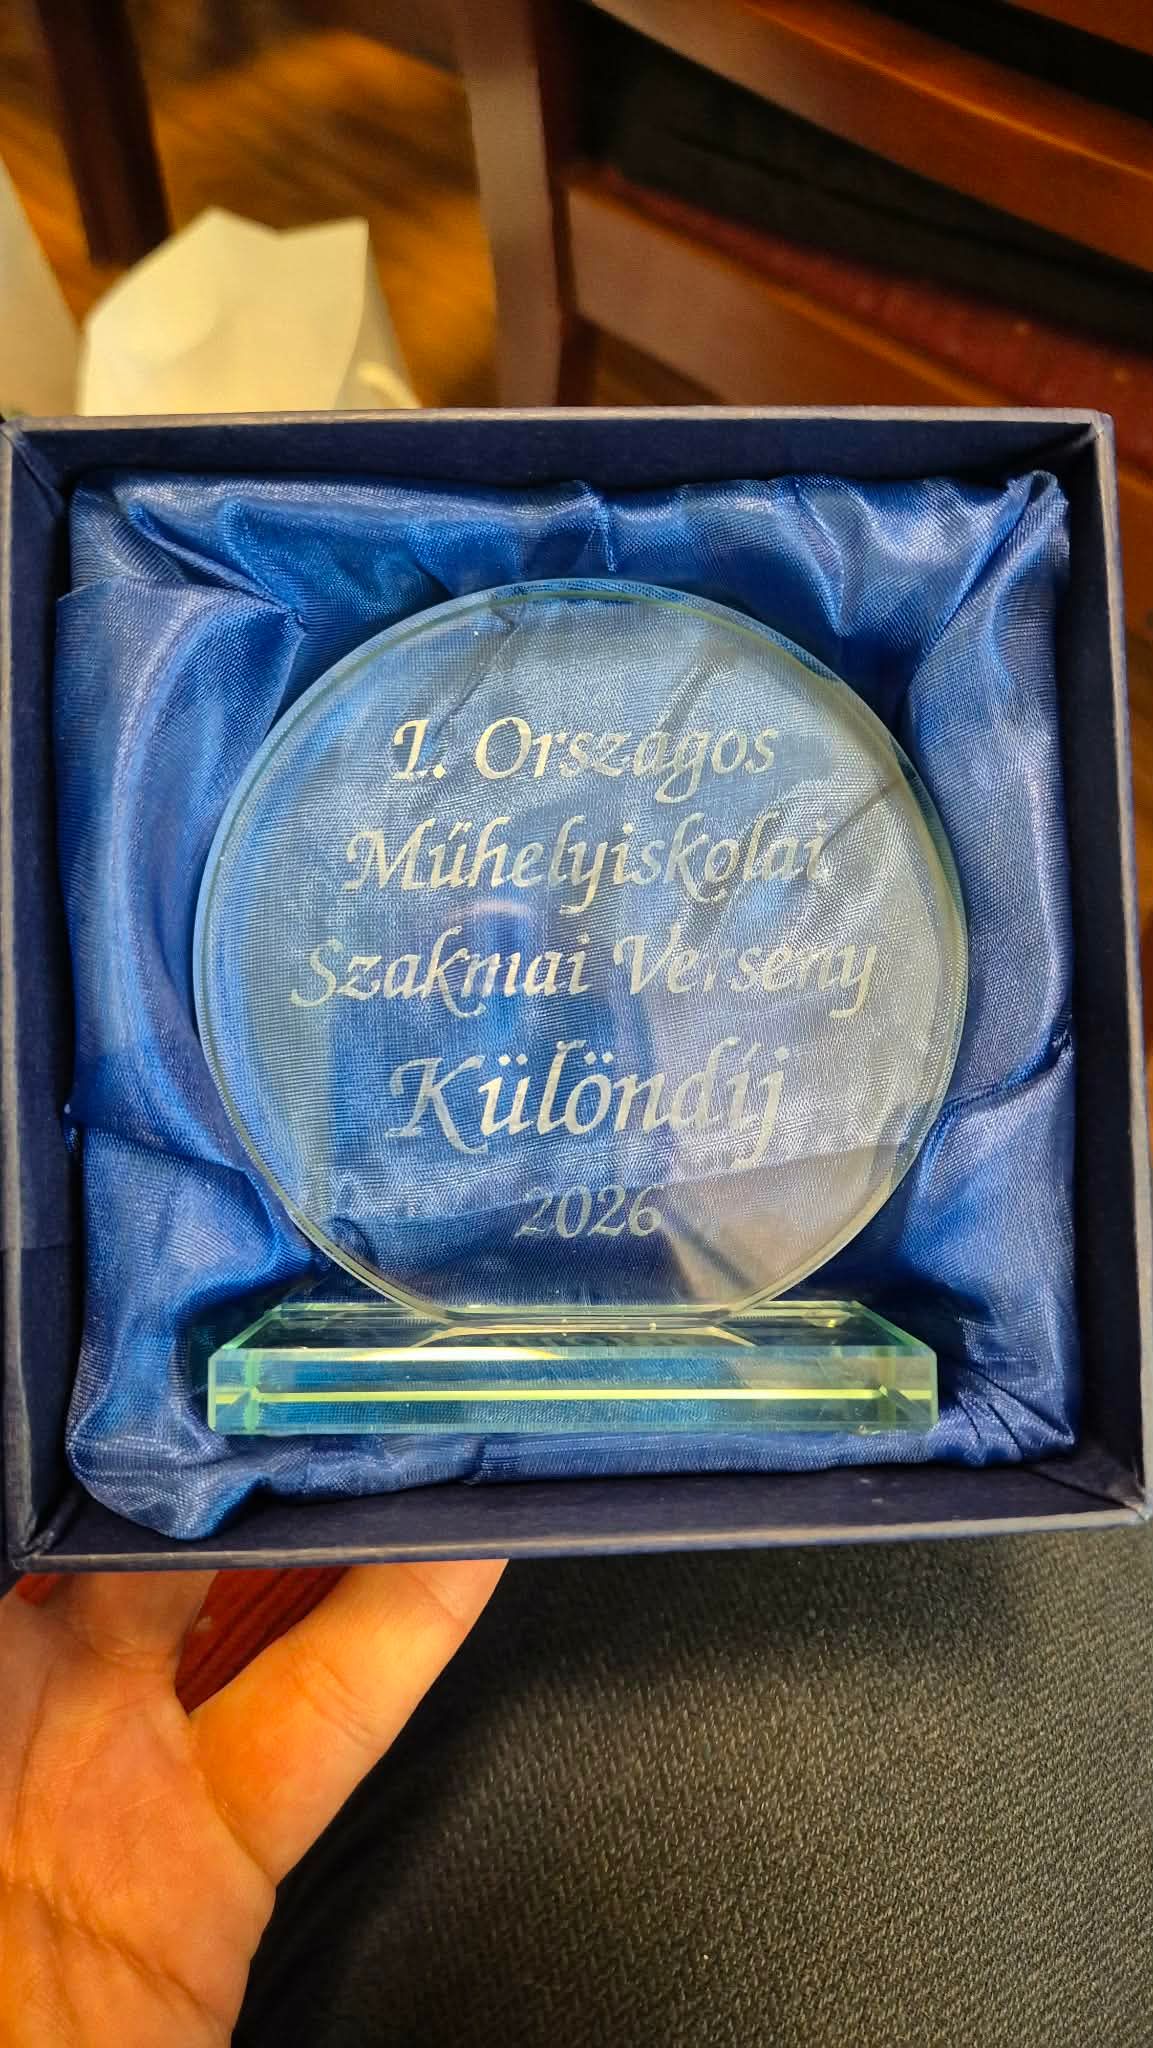 I. Országos
Műhelyiskolai
Szakmai Verseny
Különdíj
2026